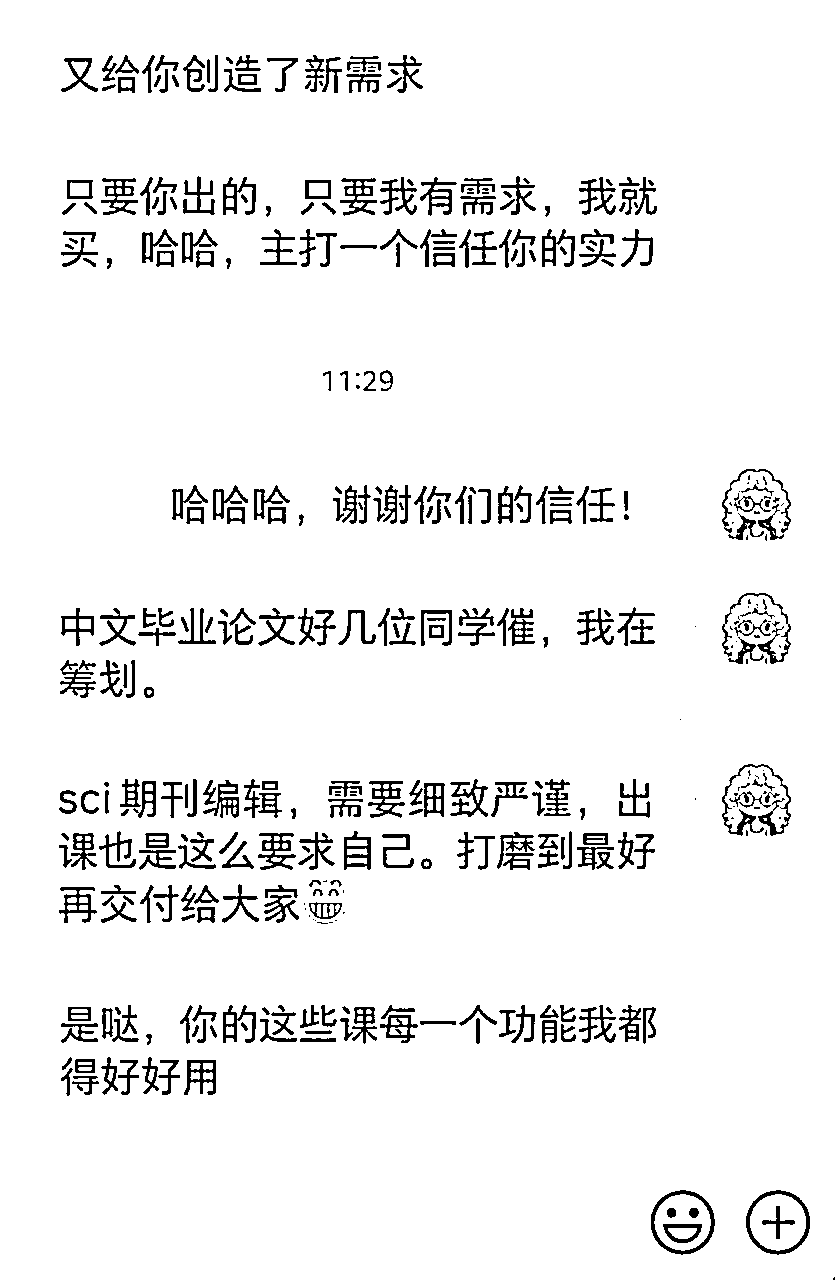 又给你创造了新需求
只要你出的，只要我有需求，我就
买，哈哈，主打一个信任你的实力
11:29
哈哈哈，谢谢你们的信任！
中文毕业论文好几位同学催，我在
筹划。
sci期刊编辑，需要细致严谨，出
课也是这么要求自己。打磨到最好
再交付给大家😁
是哒，你的这些课每一个功能我都
得好好用